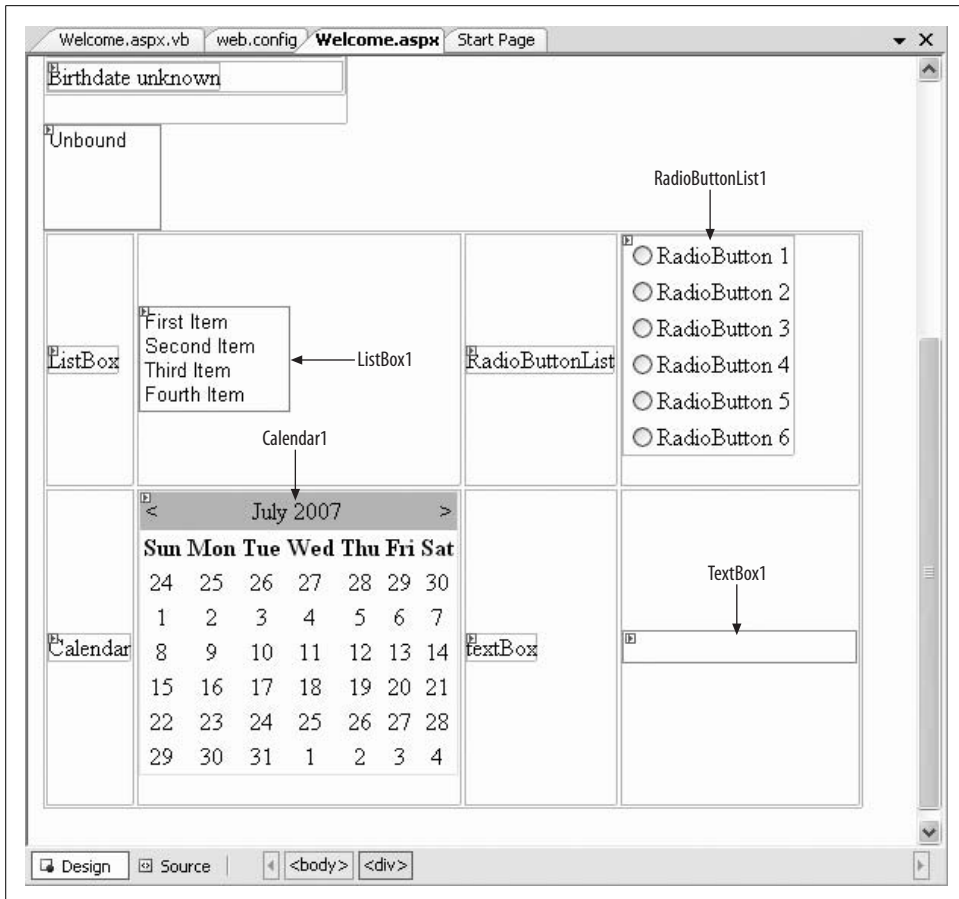 Welcome.aspx.vb web.config Welcome.aspx Start Page
Birthdate unknown
Unbound
RadioButtonList1
RadioButton 1
RadioButton 2
RadioButton 3
RadioButton 4
RadioButton 5
RadioButton 6
First Item
Second Item
Third Item
Fourth Item
ListBox
ListBox1
RadioButtonList
Calendar1
< July 2007 >
Sun Mon Tue Wed Thu Fri Sat
24 25 26 27 28 29 30
1 2 3 4 5 6 7
8 9 10 11 12 13 14
15 16 17 18 19 20 21
22 23 24 25 26 27 28
29 30 31 1 2 3 4
Calendar
textBox
TextBox1
Design Source <body> <div>